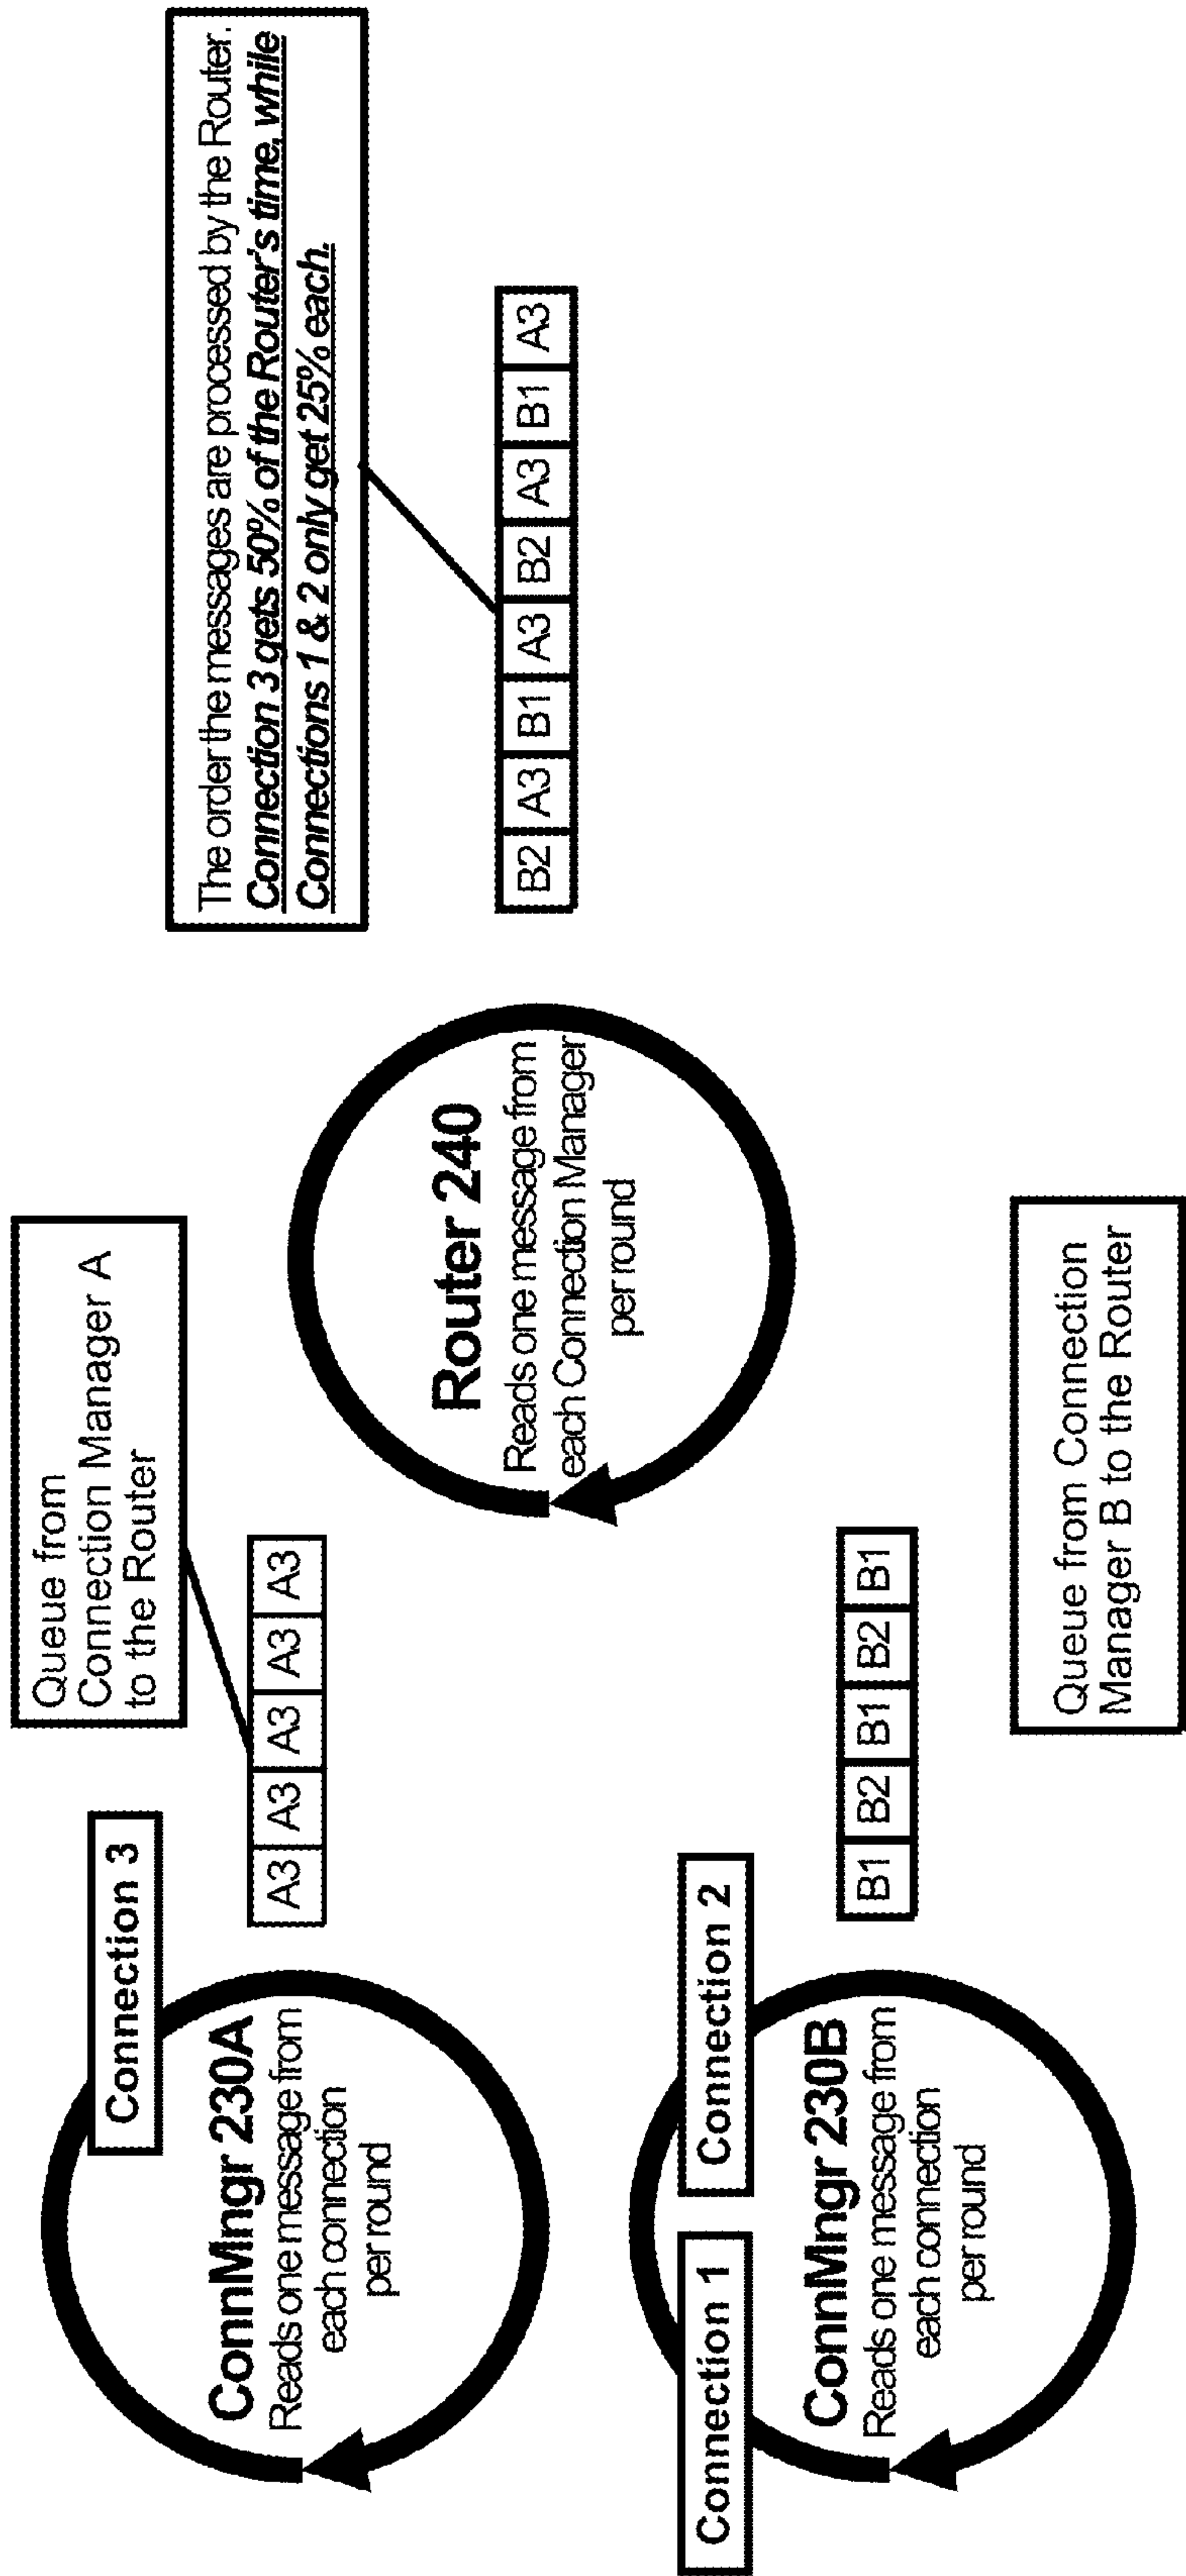 Connection 3
ConnMngr 230A
Reads one message from
each connection
per round
Queue from
Connection Manager A
to the Router
A3 A3 A3 A3 A3
Connection 1
Connection 2
ConnMngr 230B
Reads one message from
each connection
per round
B1 B2 B1 B2 B1
Queue from Connection
Manager B to the Router
Router 240
Reads one message from
each Connection Manager
per round
The order the messages are processed by the Router.
Connection 3 gets 50% of the Router's time, while
Connections 1 & 2 only get 25% each.
B2 A3 B1 A3 B2 A3 B1 A3